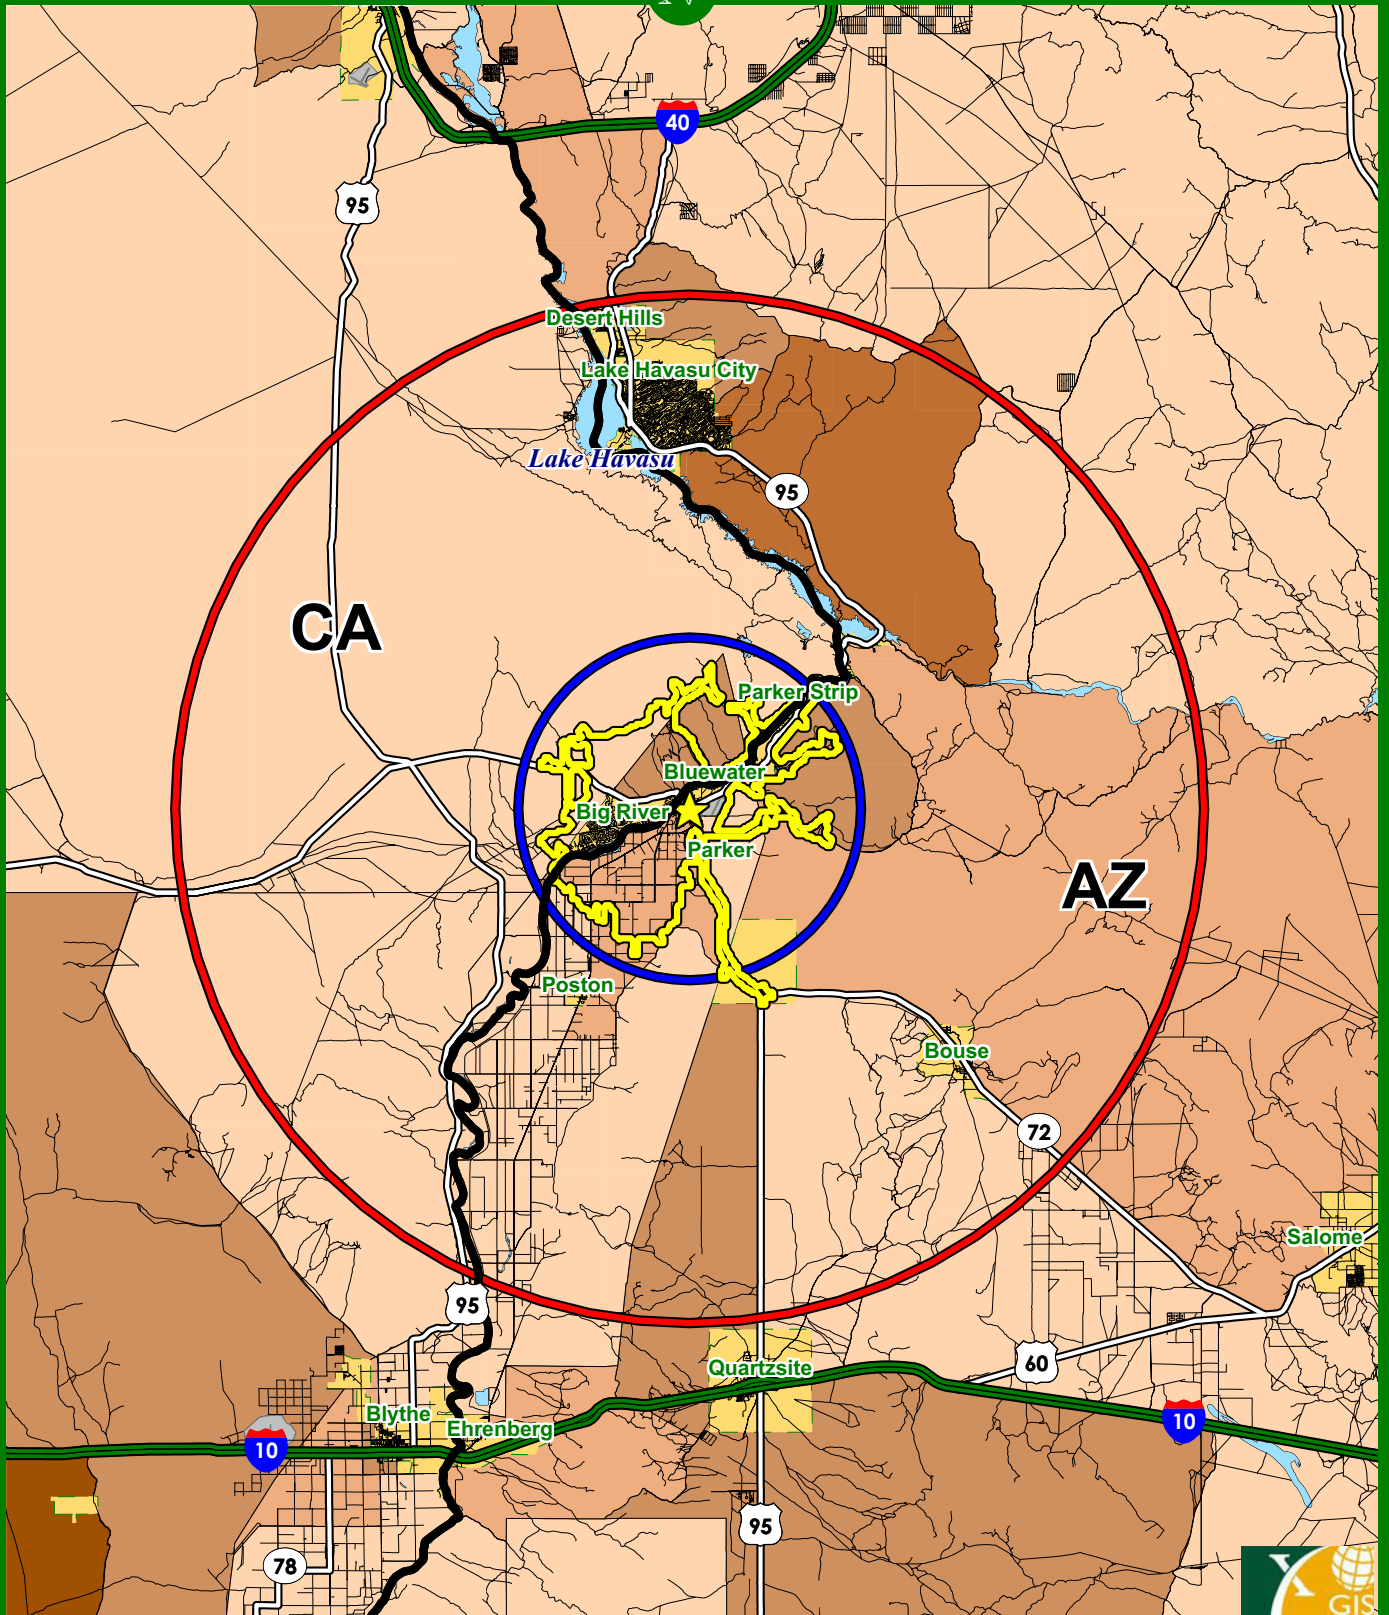 40
95
Desert Hills
Lake Havasu City
Lake Havasu
95
CA
Parker Strip
Bluewater
Big River
Parker
AZ
Poston
Bouse
72
Salome
95
60
Quartzsite
Blythe
Ehrenberg
10
10
95
78
GIS